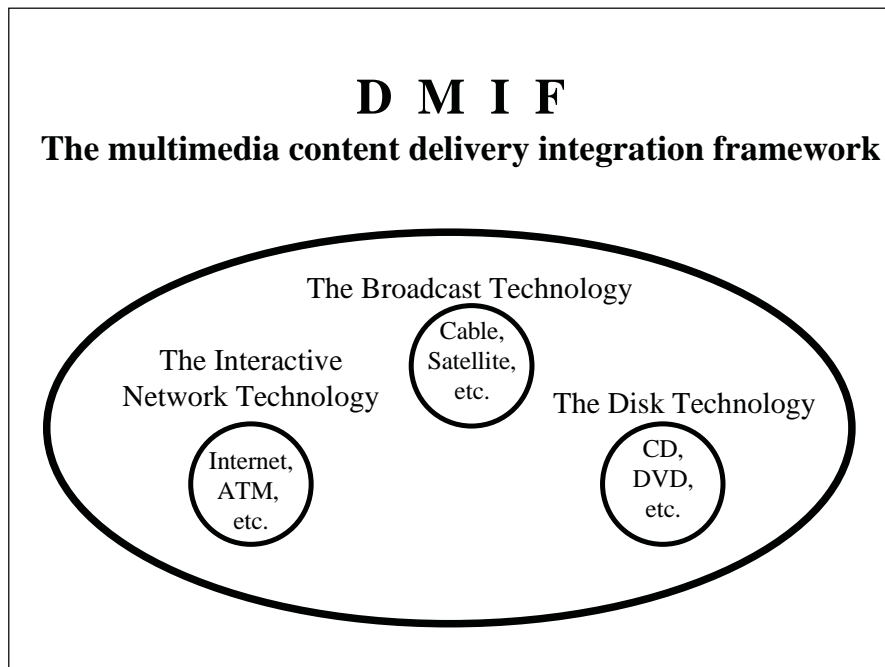 D M I F
The multimedia content delivery integration framework
The Broadcast Technology
Cable,
Satellite,
etc.
The Interactive
Network Technology
Internet,
ATM,
etc.
The Disk Technology
CD,
DVD,
etc.